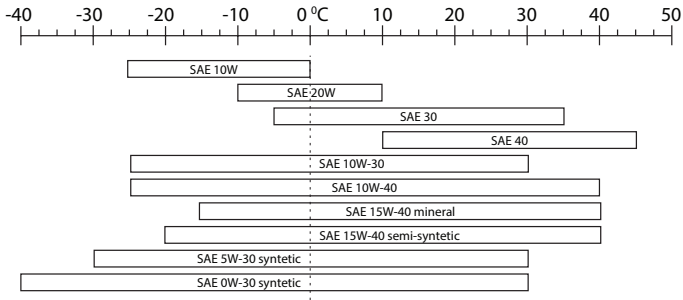 -40 -30 -20 -10 0 ⁰C 10 20 30 40 45 50
SAE 10W
SAE 20W
SAE 30
SAE 40
SAE 10W-30
SAE 10W-40
SAE 15W-40 mineral
SAE 15W-40 semi-syntetic
SAE 5W-30 syntetic
SAE 0W-30 syntetic